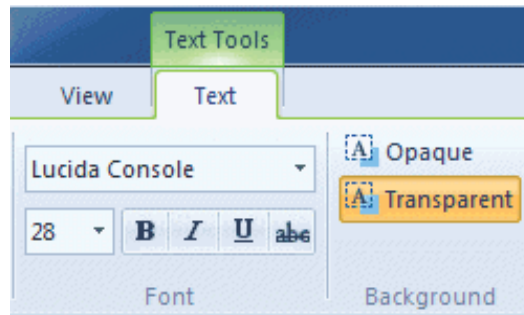 Text Tools
View Text
Lucida Console
A Opaque
A Transparent
28 B I U abc
Font Background